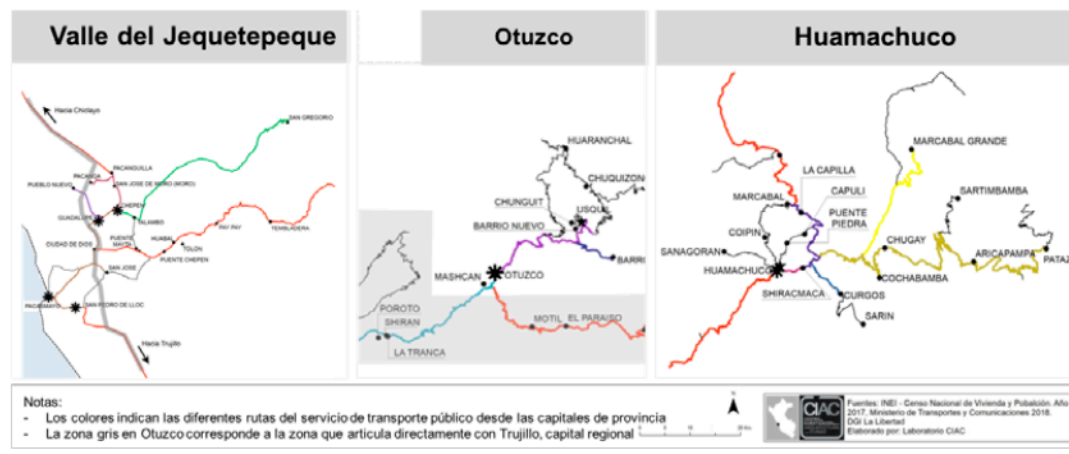 Valle del Jequetepeque
Otuzco
Huamachuco
Hacia Chiclayo
SAN GREGORIO
PACANGUILLA
PACANGA
PUEBLO NUEVO
SAN JOSE DE MORO (MORO)
CHEPEN
GUADALUPE
TALAMBO
CIUDAD DE DIOS
PUENTE
HUABAL
PAY PAY
TEMBLADERA
TOLON
PUENTE CHEPEN
SAN JOSE
PACASMAYO
SAN PEDRO DE LLOC
Hacia Trujillo
HUARANCHAL
CHUQUIZON
CHUNGUIT
USQUIL
BARRIO NUEVO
BARRI
MASHCAN
OTUZCO
POROTO
SHIRAN
LA TRANCA
MOTIL
EL PARAISO
MARCABAL GRANDE
LA CAPILLA
MARCABAL
CAPULI
SARTIMBAMBA
COIPIN
PUENTE
PIEDRA
SANAGORAN
CHUGAY
ARICAPAMPA
PATAZ
HUAMACHUCO
COCHABAMBA
SHIRACMACA
CURGOS
SARIN
Notas:
- Los colores indican las diferentes rutas del servicio de transporte público desde las capitales de provincia
- La zona gris en Otuzco corresponde a la zona que articula directamente con Trujillo, capital regional
N
CIAC
Fuentes: INEI - Censo Nacional de Vivienda y Pobalción. Año
2017, Ministerio de Transportes y Comunicaciones 2018.
DGI La Libertad
Elaborado por: Laboratorio CIAC